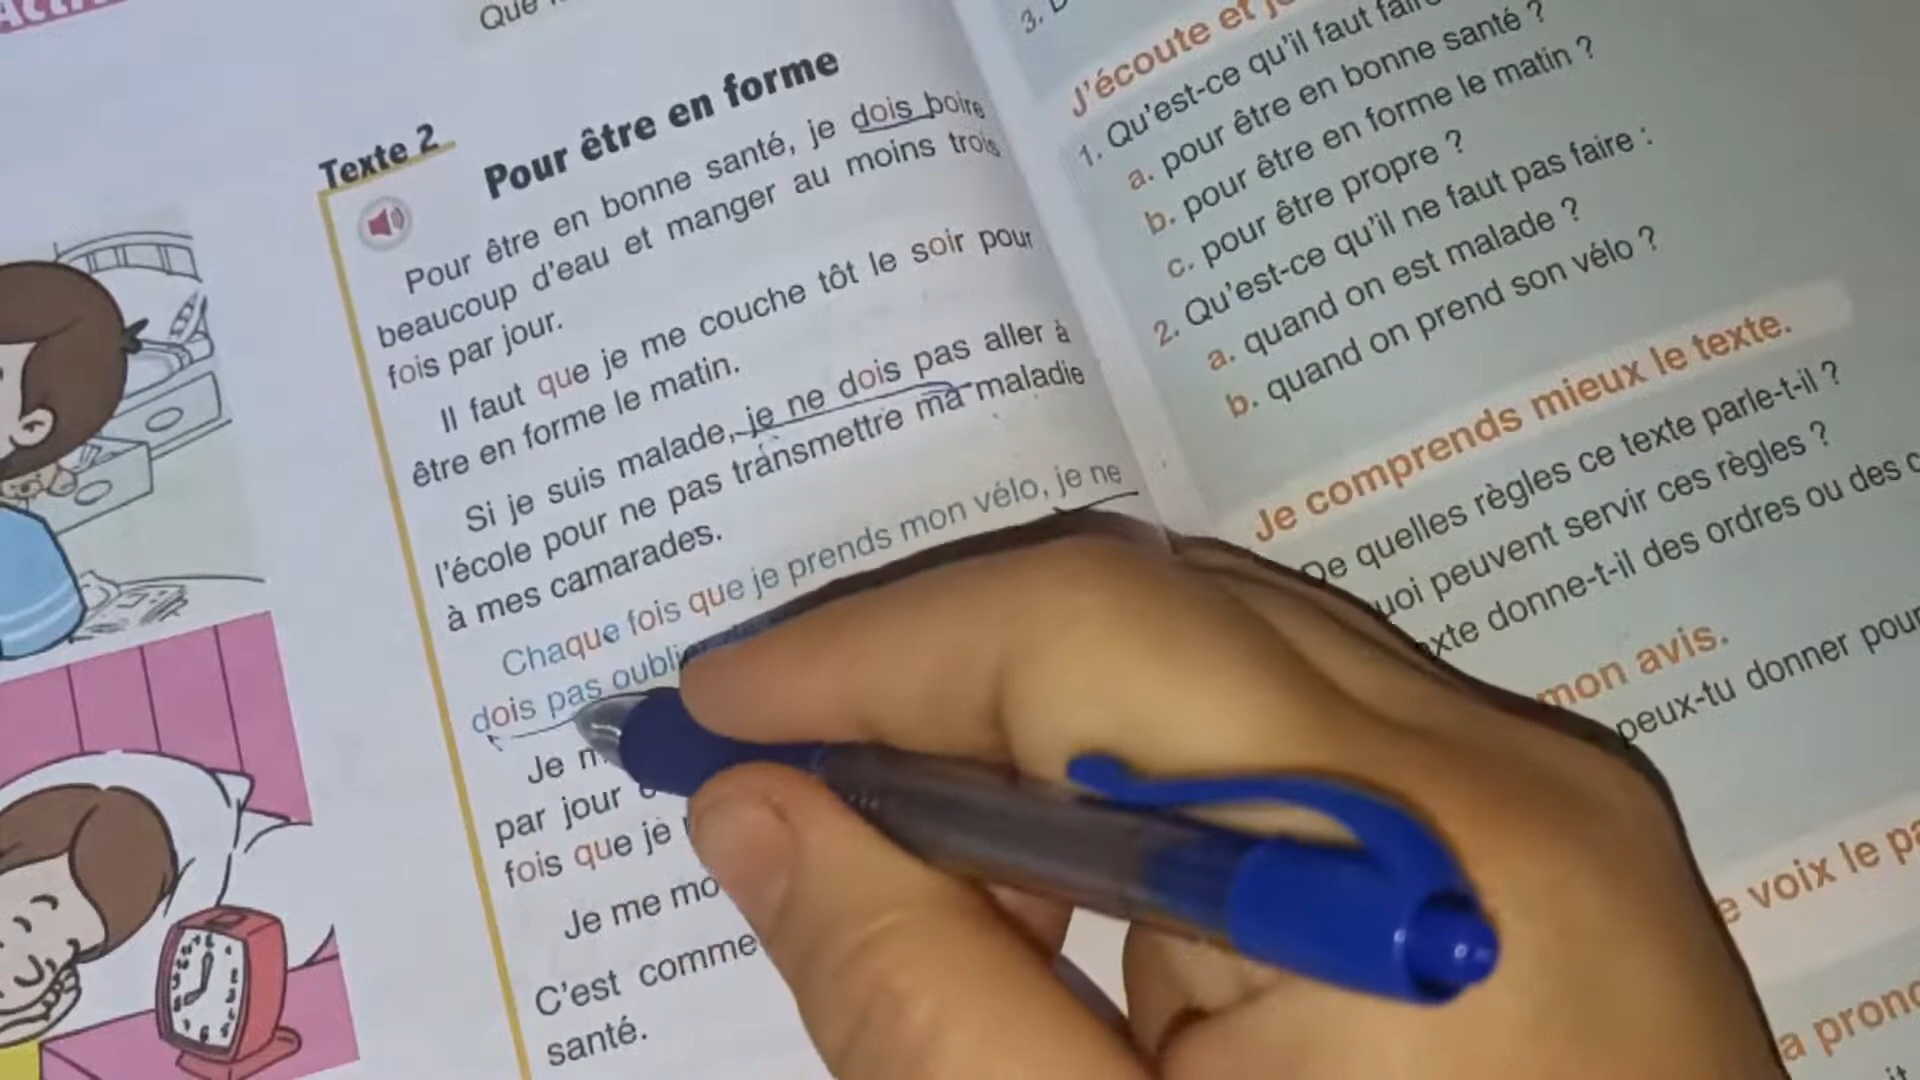 Que
Texte 2
Pour être en forme
Pour être en bonne santé, je dois boire
beaucoup d'eau et manger au moins trois
fois par jour.
Il faut que je me couche tôt le soir pour
être en forme le matin.
Si je suis malade, je ne dois pas aller à
l'école pour ne pas transmettre ma maladie
à mes camarades.
Chaque fois que je prends mon vélo, je ne
dois pas
Je
par jour
fois que je
Je me
C'est comme
santé.
3.
J'écoute et
1. Qu'est-ce qu'il faut
a. pour être en bonne santé ?
b. pour être en forme le matin ?
c. pour être propre ?
2. Qu'est-ce qu'il ne faut pas faire :
a. quand on est malade ?
b. quand on prend son vélo ?
Je comprends mieux le texte.
De quelles règles ce texte parle-t-il ?
peuvent servir ces règles ?
donne-t-il des ordres ou des
mon avis.
peux-tu donner pour
voix le